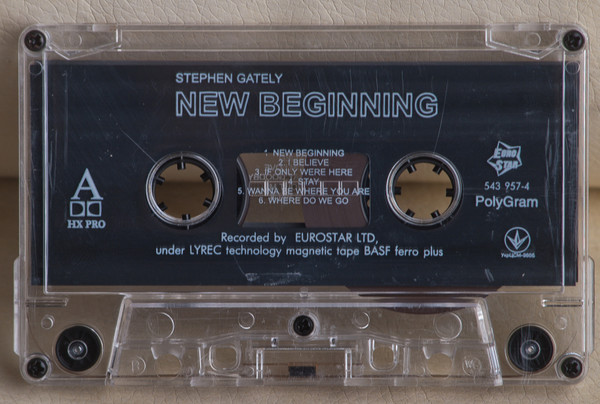 STEPHEN GATELY
NEW BEGINNING
1. NEW BEGINNING
2. I BELIEVE
3. IF ONLY WERE HERE
4. STAY
5. WANNA BE WHERE YOU ARE
6. WHERE DO WE GO
A
HX PRO
EURO
STAR
543 957-4
PolyGram
Recorded by EUROSTAR LTD,
under LYREC technology magnetic tape BASF ferro plus